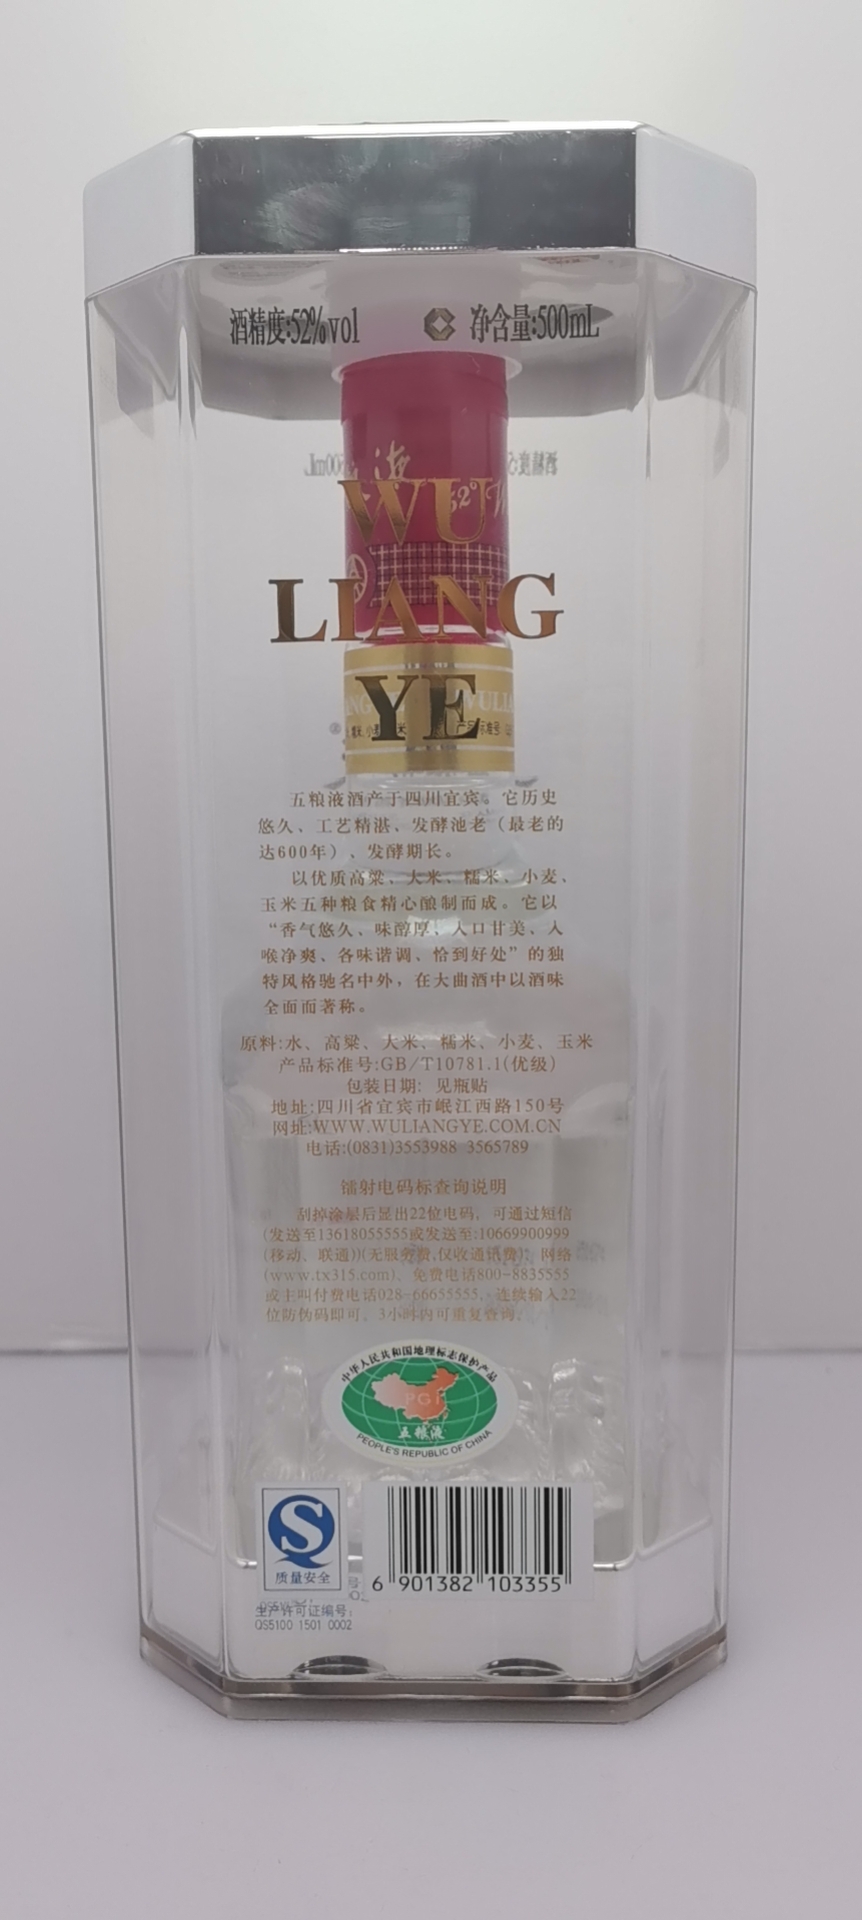 酒精度:52%vol 净含量:500mL
WU
LIANG
YE
五粮液酒产于四川宜宾。它历史
悠久、工艺精湛、发酵池老（最老的
达600年）、发酵期长。
以优质高粱、大米、糯米、小麦、
玉米五种粮食精心酿制而成。它以
“香气悠久、味醇厚、入口甘美、入
喉净爽、各味谐调、恰到好处”的独
特风格驰名中外，在大曲酒中以酒味
全面而著称。
原料:水、高粱、大米、糯米、小麦、玉米
产品标准号:GB/T10781.1(优级)
包装日期: 见瓶贴
地址:四川省宜宾市岷江西路150号
网址:WWW.WULIANGYE.COM.CN
电话:(0831)3553988 3565789
镭射电码标查询说明
刮掉涂层后显出22位电码，可通过短信
(发送至13618055555或发送至:10669900999
(移动、联通))(无服务费,仅收通讯费)；网络
(www.tx315.com)、免费电话800-8835555
或主叫付费电话028-66655555，连续输入22
位防伪码即可，3小时内可重复查询。
中华人民共和国地理标志保护产品
PGI
五粮液
PEOPLE'S REPUBLIC OF CHINA
质量安全
6 901382 103355
生产许可证编号:
QS5100 1501 0002